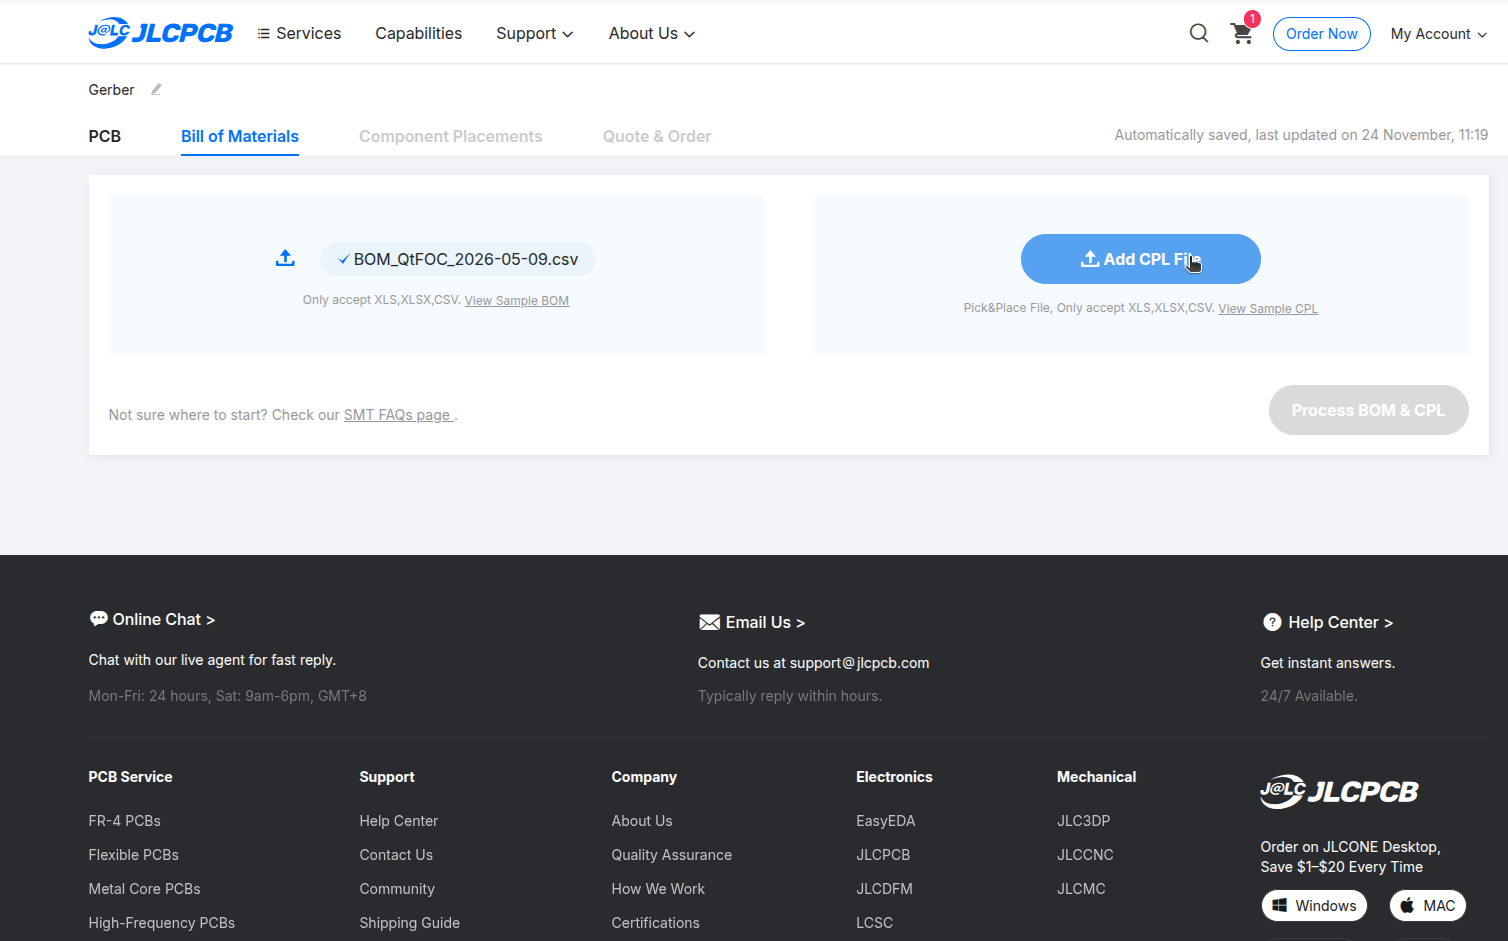 J@LC JLCPCB Services Capabilities Support About Us 1 Order Now My Account
Gerber
PCB Bill of Materials Component Placements Quote & Order Automatically saved, last updated on 24 November, 11:19
BOM_QtFOC_2026-05-09.csv
Only accept XLS,XLSX,CSV. View Sample BOM
Add CPL File
Pick&Place File, Only accept XLS,XLSX,CSV. View Sample CPL
Not sure where to start? Check our SMT FAQs page .
Process BOM & CPL
Online Chat >
Chat with our live agent for fast reply.
Mon-Fri: 24 hours, Sat: 9am-6pm, GMT+8
Email Us >
Contact us at support@jlcpcb.com
Typically reply within hours.
Help Center >
Get instant answers.
24/7 Available.
PCB Service
FR-4 PCBs
Flexible PCBs
Metal Core PCBs
High-Frequency PCBs
Support
Help Center
Contact Us
Community
Shipping Guide
Company
About Us
Quality Assurance
How We Work
Certifications
Electronics
EasyEDA
JLCPCB
JLCDFM
LCSC
Mechanical
JLC3DP
JLCCNC
JLCMC
J@LC JLCPCB
Order on JLCONE Desktop,
Save $1–$20 Every Time
Windows MAC